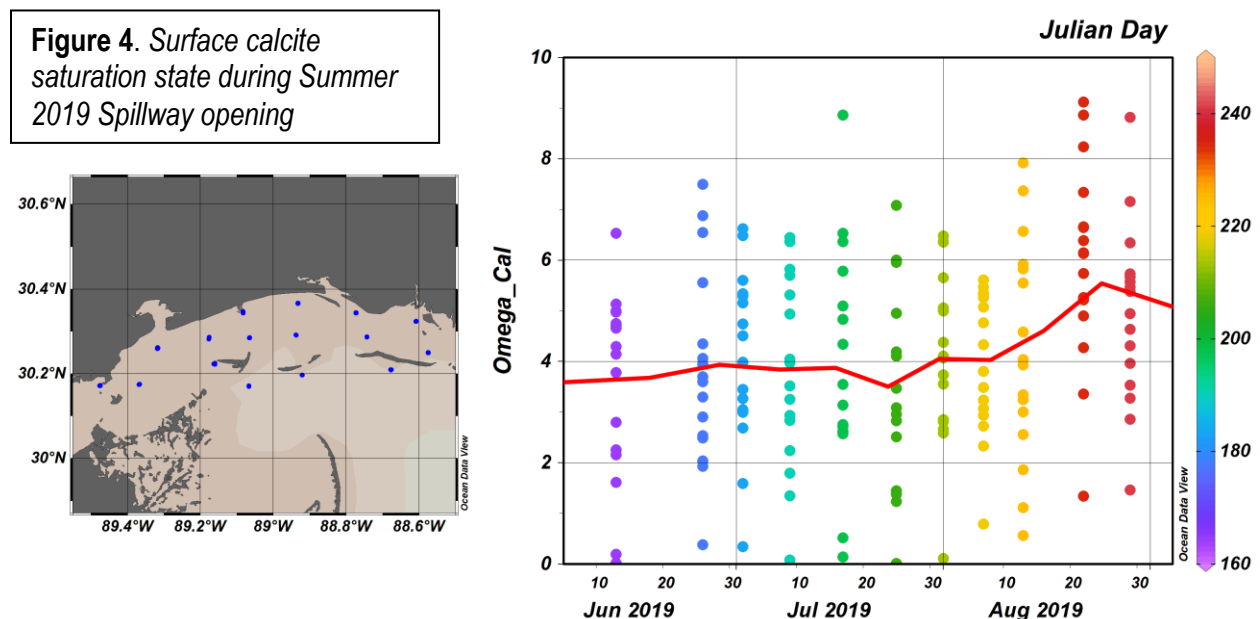 Figure 4. Surface calcite
saturation state during Summer
2019 Spillway opening
30.6°N
30.4°N
30.2°N
30°N
89.4°W 89.2°W 89°W 88.8°W 88.6°W
Ocean Data View
Julian Day
Omega_Cal
10
8
6
4
2
0
10 20 30 10 20 30 10 20 30
Jun 2019 Jul 2019 Aug 2019
Ocean Data View
240
220
200
180
160